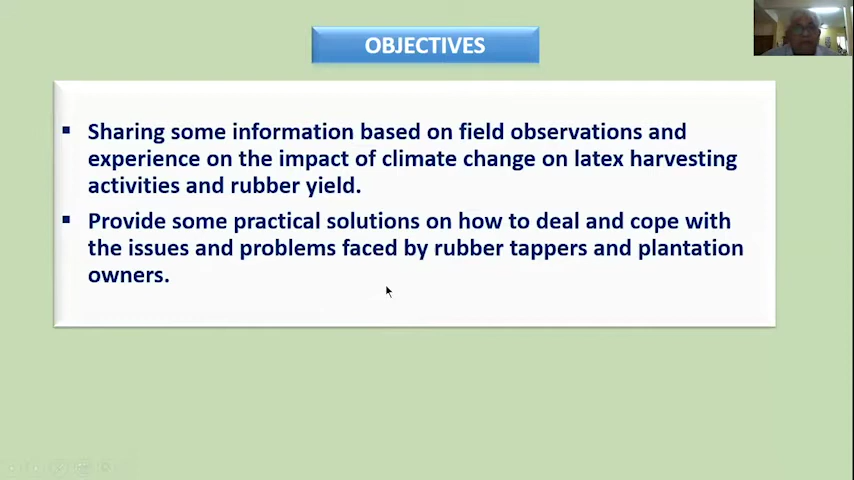 OBJECTIVES
▪ Sharing some information based on field observations and
experience on the impact of climate change on latex harvesting
activities and rubber yield.
▪ Provide some practical solutions on how to deal and cope with
the issues and problems faced by rubber tappers and plantation
owners.